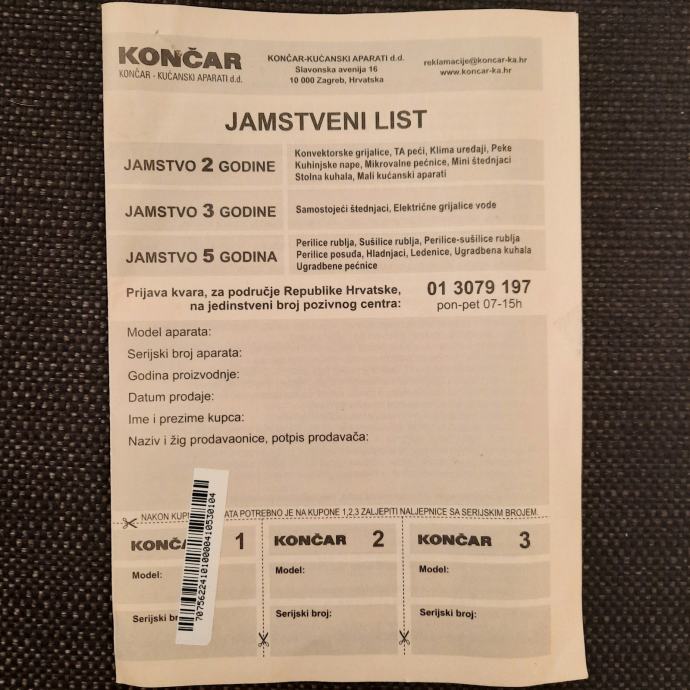 KONČAR
KONČAR - KUĆANSKI APARATI d.d.
KONČAR-KUĆANSKI APARATI d.d.
Slavonska avenija 16
10 000 Zagreb, Hrvatska
reklamacije@koncar-ka.hr
www.koncar-ka.hr
JAMSTVENI LIST
JAMSTVO 2 GODINE
Konvektorske grijalice, TA peći, Klima uređaji, Peke
Kuhinjske nape, Mikrovalne pećnice, Mini štednjaci
Stolna kuhala, Mali kućanski aparati
JAMSTVO 3 GODINE
Samostojeći štednjaci, Električne grijalice vode
JAMSTVO 5 GODINA
Perilice rublja, Sušilice rublja, Perilice-sušilice rublja
Perilice posuđa, Hladnjaci, Ledenice, Ugradbena kuhala
Ugradbene pećnice
Prijava kvara, za područje Republike Hrvatske,
na jedinstveni broj pozivnog centra:
01 3079 197
pon-pet 07-15h
Model aparata:
Serijski broj aparata:
Godina proizvodnje:
Datum prodaje:
Ime i prezime kupca:
Naziv i žig prodavaonice, potpis prodavača:
NAKON POTREBNO JE NA KUPONE 1,2,3 ZALJEPITI NALJEPNICE SA SERIJSKIM BROJEM.
1
KONČAR 2
KONČAR 3
Model:
Model:
Model:
Serijski
Serijski broj:
Serijski broj:
7075622410100000410530104